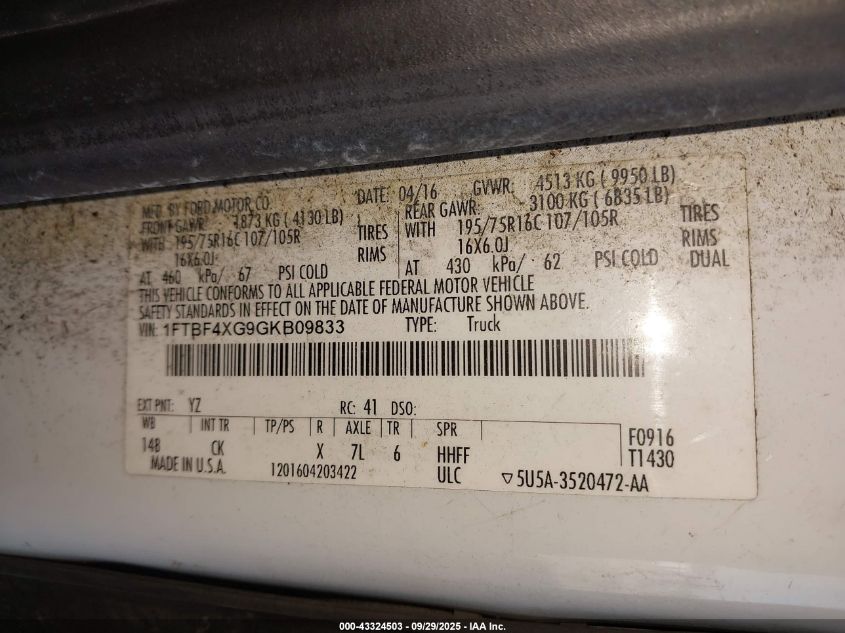 MFD. BY FORD MOTOR CO. DATE: 04/16 GVWR: 4513 KG ( 9950 LB)
FRONT GAWR: 1873 KG ( 4130 LB) REAR GAWR: 3100 KG ( 6835 LB)
WITH 195/75R16C 107/105R TIRES WITH 195/75R16C 107/105R TIRES
16X6.0J RIMS 16X6.0J RIMS
AT 460 kPa/ 67 PSI COLD AT 430 kPa/ 62 PSI COLD DUAL
THIS VEHICLE CONFORMS TO ALL APPLICABLE FEDERAL MOTOR VEHICLE
SAFETY STANDARDS IN EFFECT ON THE DATE OF MANUFACTURE SHOWN ABOVE.
VIN: 1FTBF4XG9GKB09833 TYPE: Truck
EXT PNT: YZ RC: 41 DSO:
WB INT TR TP/PS R AXLE TR SPR
148 CK X 7L 6 HHFF F0916
MADE IN U.S.A. 1201604203422 ULC T1430
▽5U5A-3520472-AA
000-43324503 - 09/29/2025 - IAA Inc.